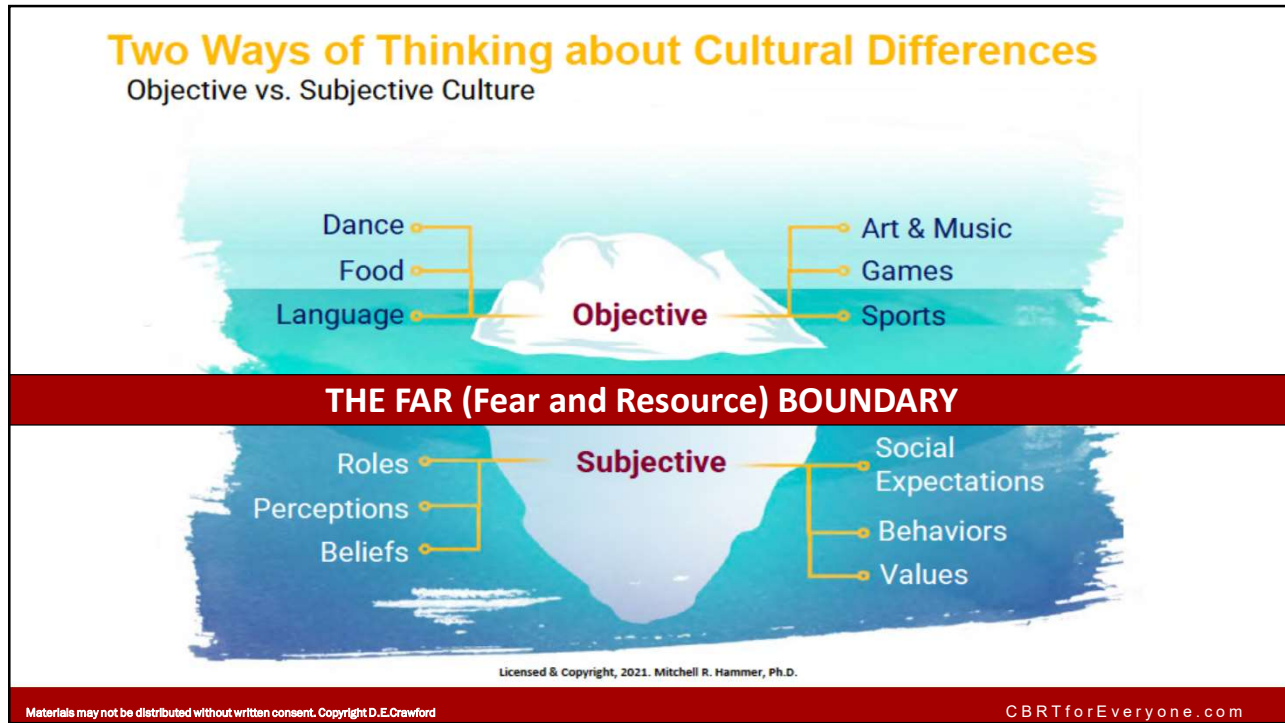 Two Ways of Thinking about Cultural Differences
Objective vs. Subjective Culture
Dance
Food
Language
Objective
Art & Music
Games
Sports
THE FAR (Fear and Resource) BOUNDARY
Roles
Perceptions
Beliefs
Subjective
Social
Expectations
Behaviors
Values
Licensed & Copyright, 2021. Mitchell R. Hammer, Ph.D.
Materials may not be distributed without written consent. Copyright D.E.Crawford
CBRTforEveryone.com